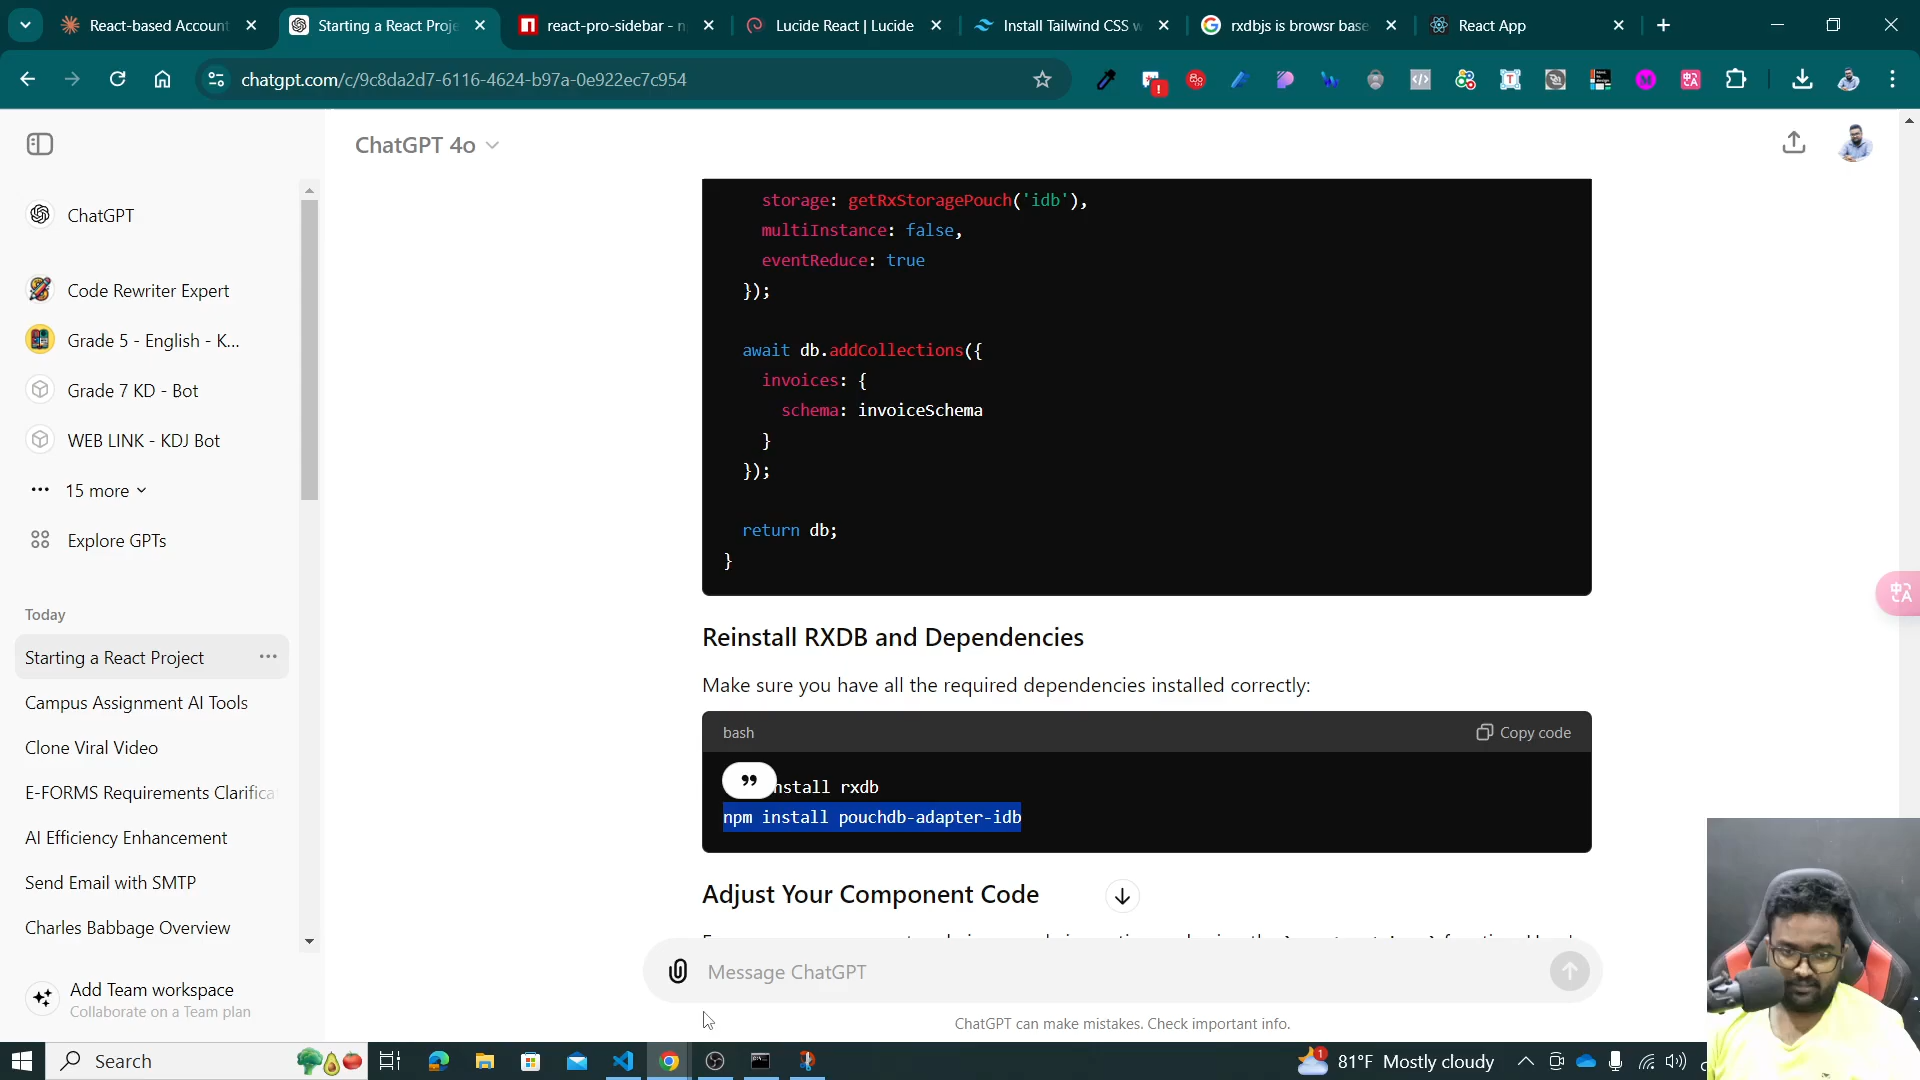 React-based Account
Starting a React Proje
react-pro-sidebar - n
Lucide React | Lucide
Install Tailwind CSS w
rxdbjs is browsr base
React App
chatgpt.com/c/9c8da2d7-6116-4624-b97a-0e922ec7c954
ChatGPT 4o
ChatGPT
Code Rewriter Expert
Grade 5 - English - K...
Grade 7 KD - Bot
WEB LINK - KDJ Bot
15 more
Explore GPTs
Today
Starting a React Project
Campus Assignment AI Tools
Clone Viral Video
E-FORMS Requirements Clarifica
AI Efficiency Enhancement
Send Email with SMTP
Charles Babbage Overview
Add Team workspace
Collaborate on a Team plan
storage: getRxStoragePouch('idb'),
multiInstance: false,
eventReduce: true
});
await db.addCollections({
invoices: {
schema: invoiceSchema
}
});
return db;
}
Reinstall RXDB and Dependencies
Make sure you have all the required dependencies installed correctly:
bash
Copy code
nstall rxdb
npm install pouchdb-adapter-idb
Adjust Your Component Code
Message ChatGPT
ChatGPT can make mistakes. Check important info.
Search
1
81°F Mostly cloudy